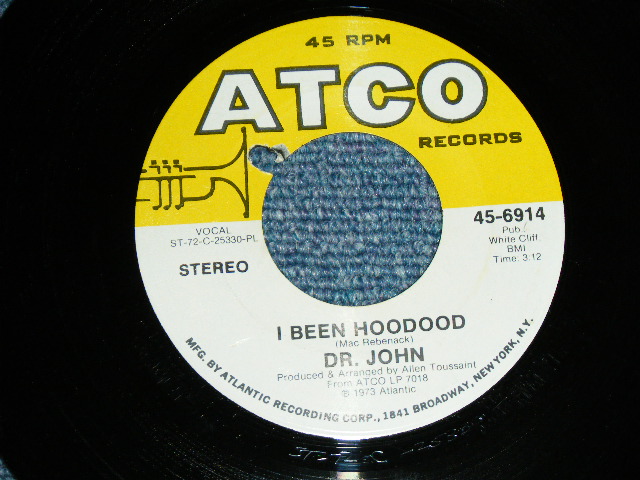 45 RPM
ATCO
RECORDS
45-6914
Pub.
White Cliff,
BMI
Time: 3:12
VOCAL
ST-72-C-25330-PL
STEREO
I BEEN HOODOOD
(Mac Rebenack)
DR. JOHN
Produced & Arranged by Allen Toussaint
From ATCO LP 7018
℗ 1973 Atlantic
MFG. BY ATLANTIC RECORDING CORP., 1841 BROADWAY, NEW YORK, N.Y.